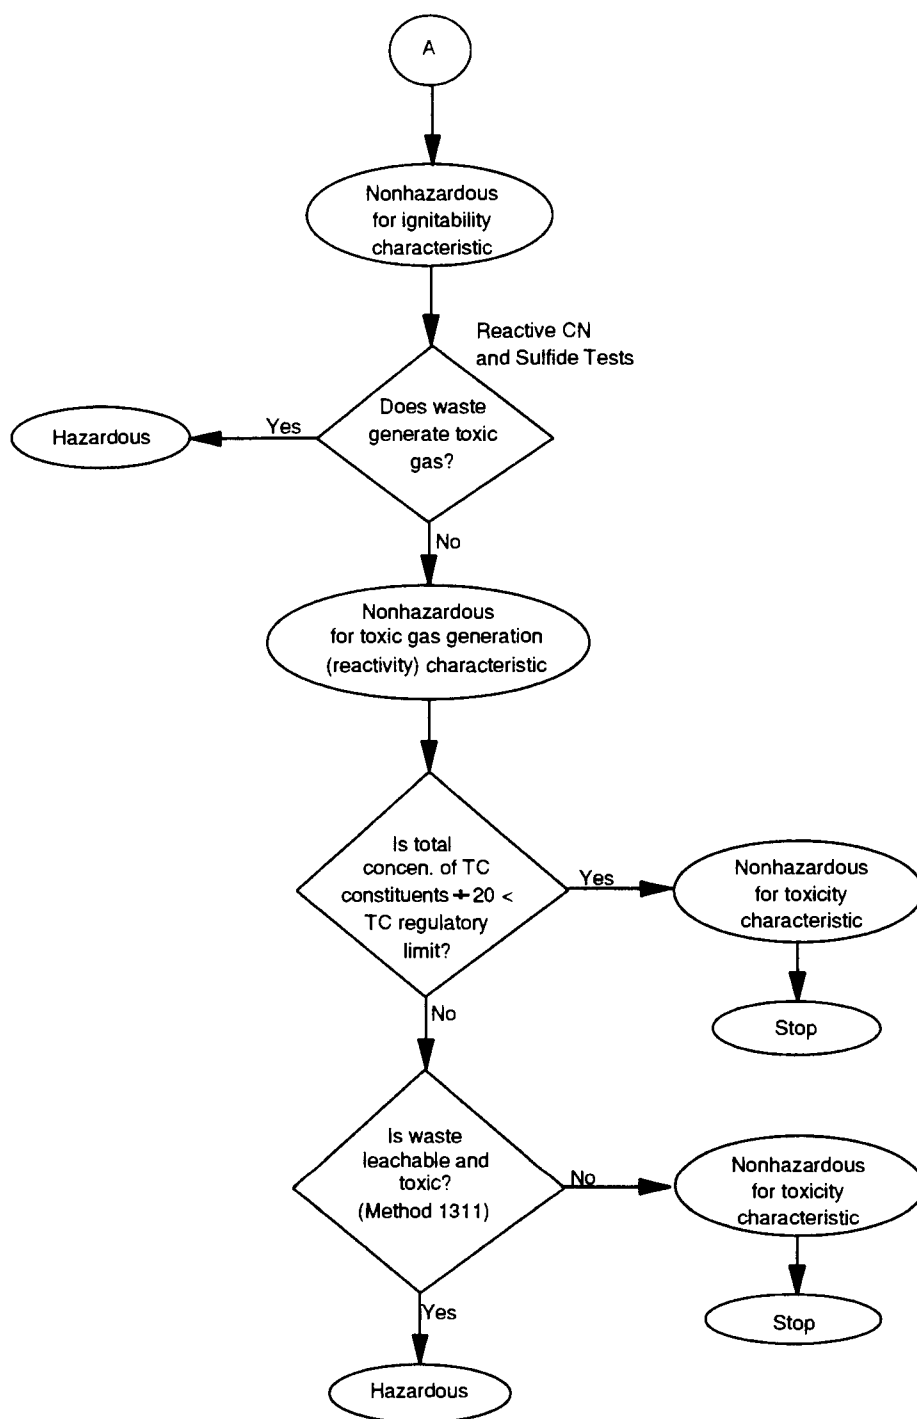 A
Nonhazardous
for ignitability
characteristic
Reactive CN
and Sulfide Tests
Does waste
generate toxic
gas?
Yes
Hazardous
No
Nonhazardous
for toxic gas generation
(reactivity) characteristic
Is total
concen. of TC
constituents ÷ 20 <
TC regulatory
limit?
Yes
Nonhazardous
for toxicity
characteristic
Stop
No
Is waste
leachable and
toxic?
(Method 1311)
No
Nonhazardous
for toxicity
characteristic
Stop
Yes
Hazardous